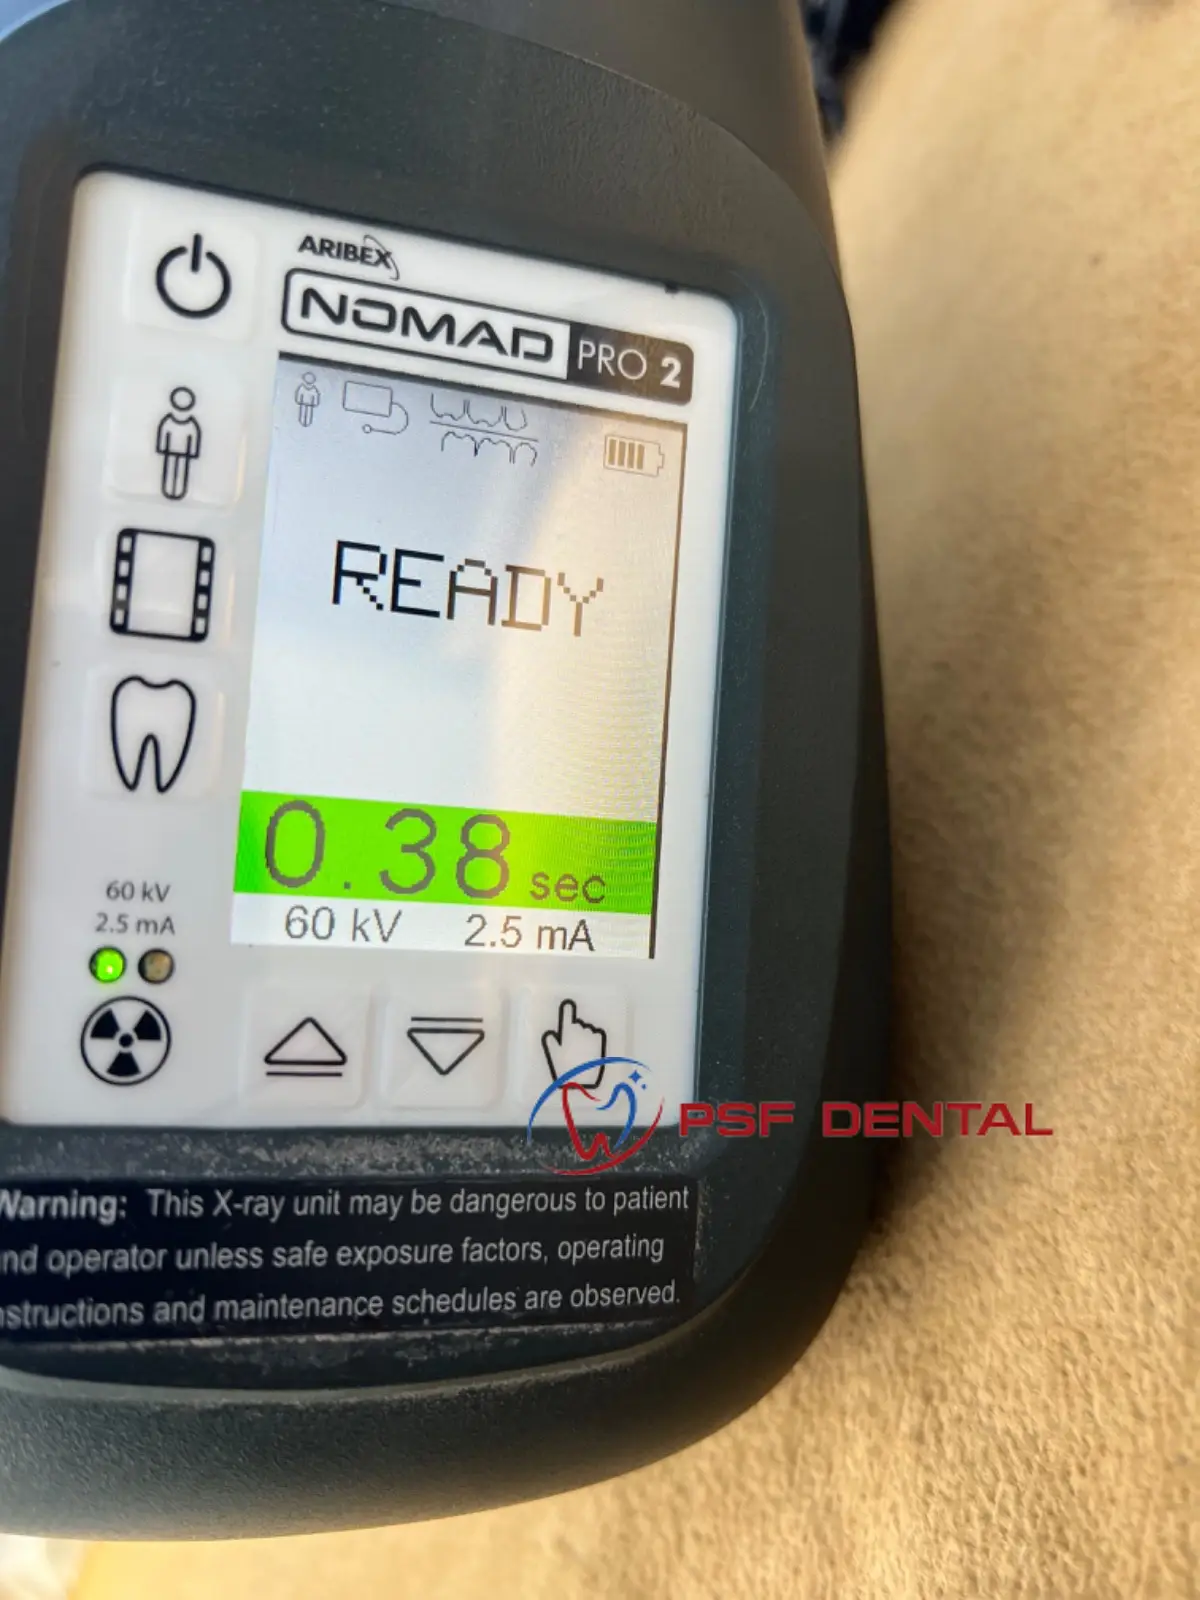 ARIBEX
NOMAD PRO 2
READY
0.38 sec
60 kV 2.5 mA
60 kV
2.5 mA
PSF DENTAL
Warning: This X-ray unit may be dangerous to patient
nd operator unless safe exposure factors, operating
nstructions and maintenance schedules are observed.